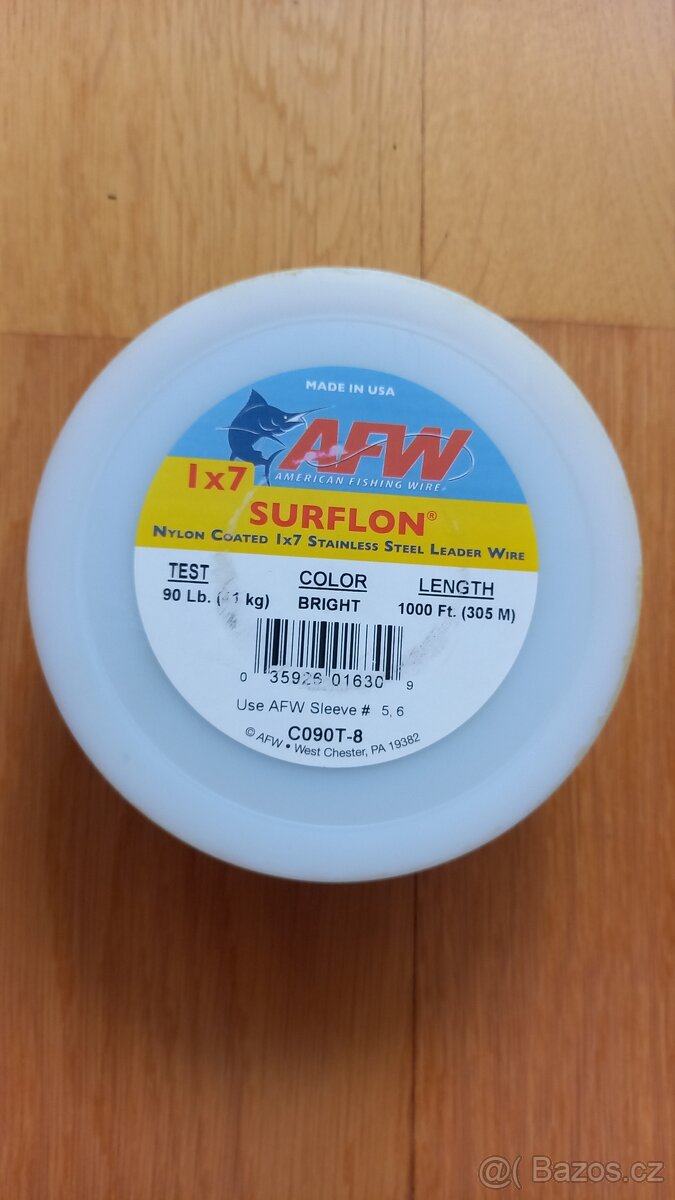 MADE IN USA
AFW
AMERICAN FISHING WIRE
1x7
SURFLON®
NYLON COATED 1X7 STAINLESS STEEL LEADER WIRE
TEST COLOR LENGTH
90 Lb. ( 1 kg) BRIGHT 1000 Ft. (305 M)
0 35926 01630 9
Use AFW Sleeve # 5, 6
C090T-8
© AFW • WEST CHESTER, PA 19382
@( Bazos.cz